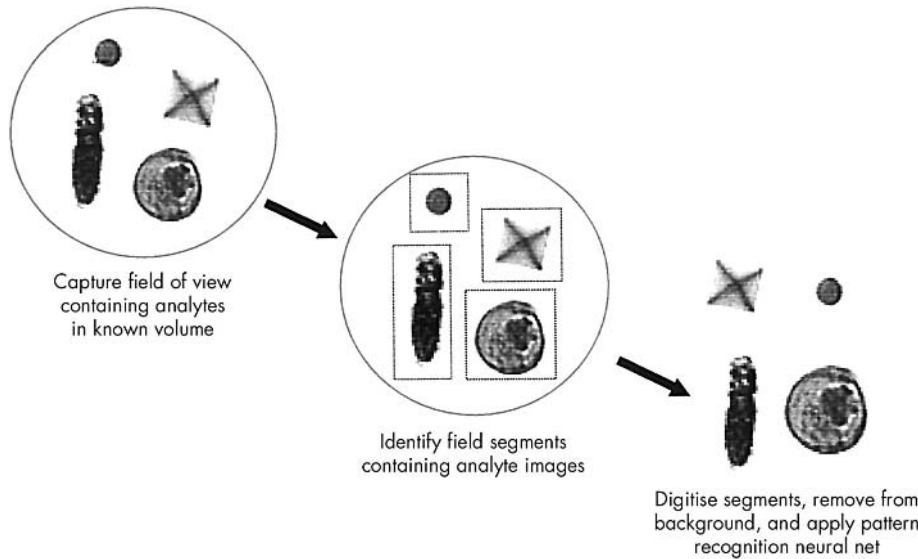 Capture field of view
containing analytes
in known volume
Identify field segments
containing analyte images
Digitise segments, remove from
background, and apply pattern
recognition neural net